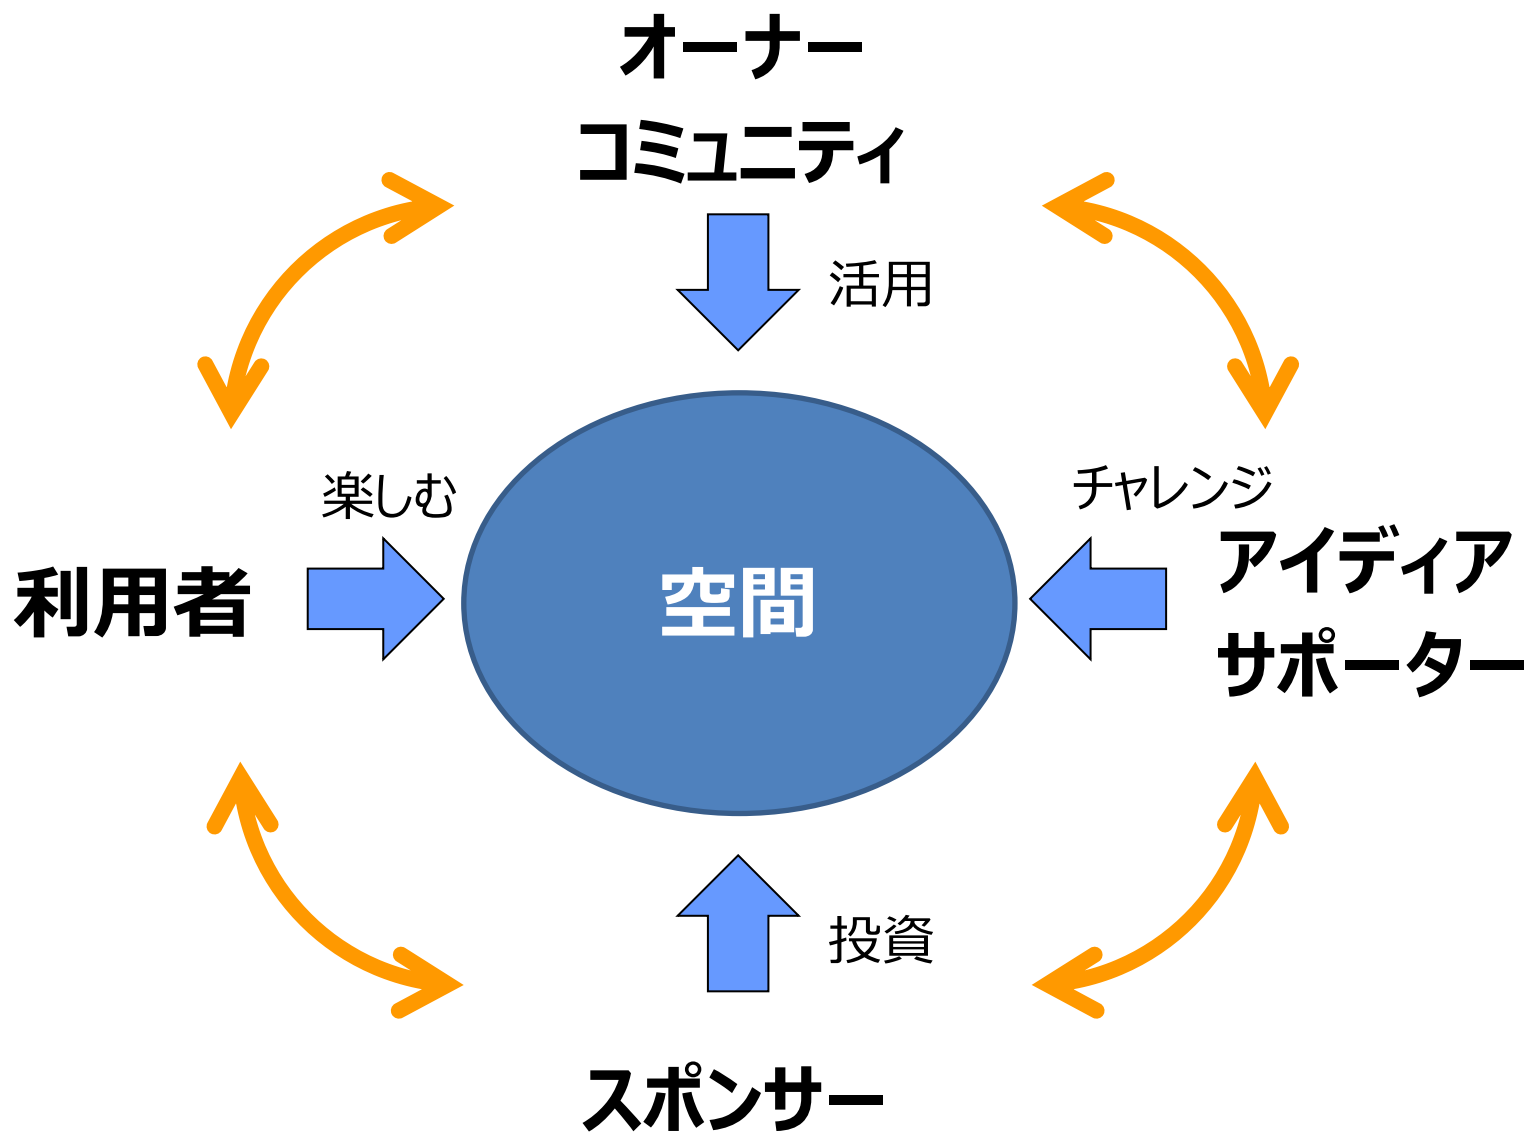 オーナー
コミュニティ
活用
楽しむ
チャレンジ
利用者
空間
アイディア
サポーター
投資
スポンサー